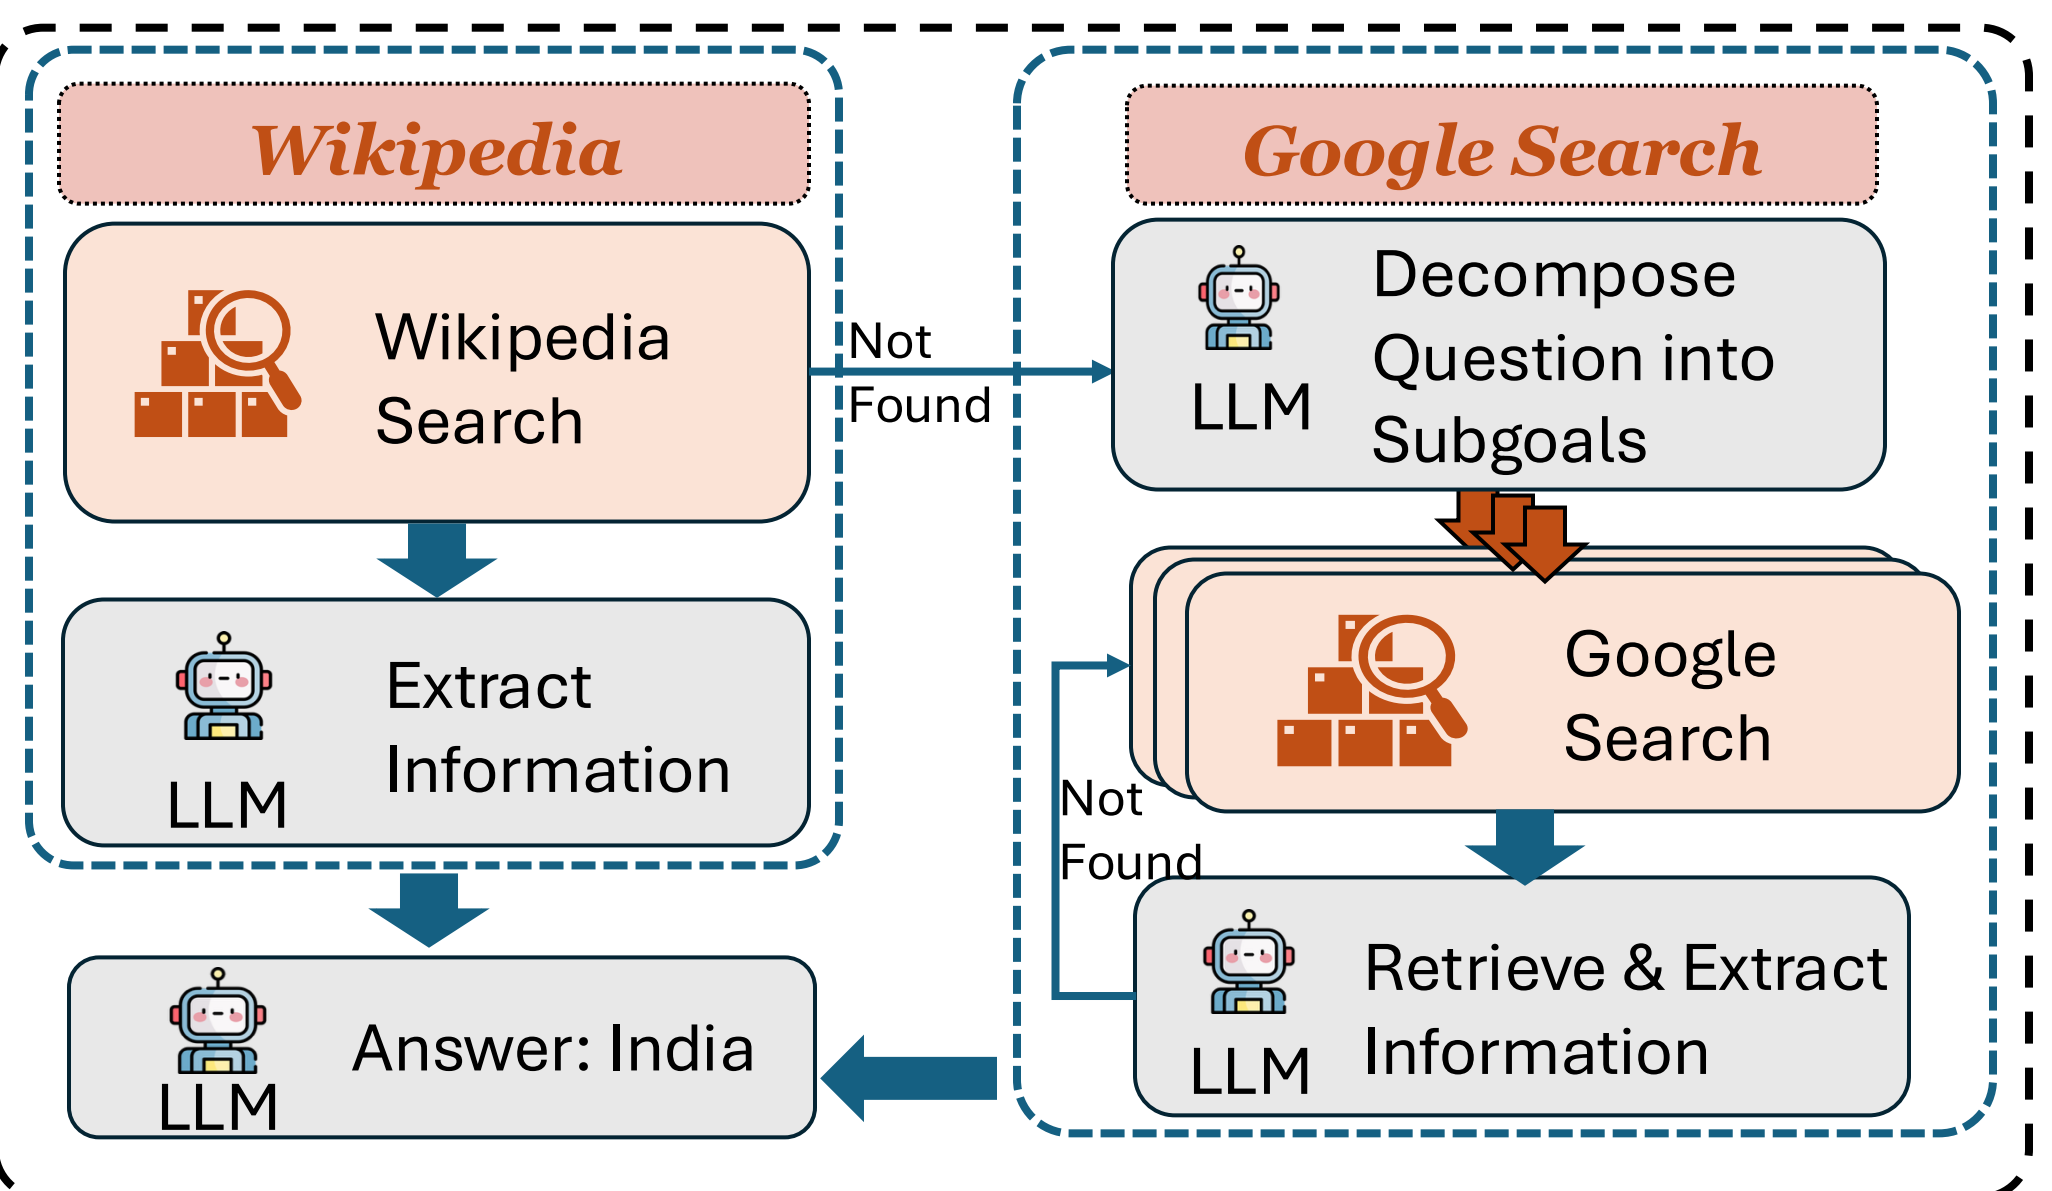 Wikipedia
Wikipedia
Search
LLM
Extract
Information
LLM
Answer: India
Not
Found
Google Search
LLM
Decompose
Question into
Subgoals
Google
Search
Not
Found
LLM
Retrieve & Extract
Information